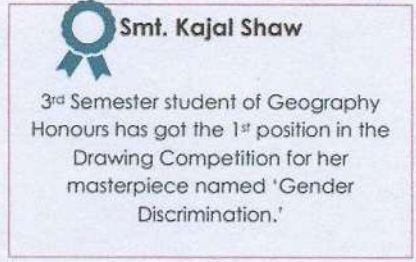 Smt. Kajal Shaw
3rd Semester student of Geography
Honours has got the 1st position in the
Drawing Competition for her
masterpiece named ‘Gender
Discrimination.’